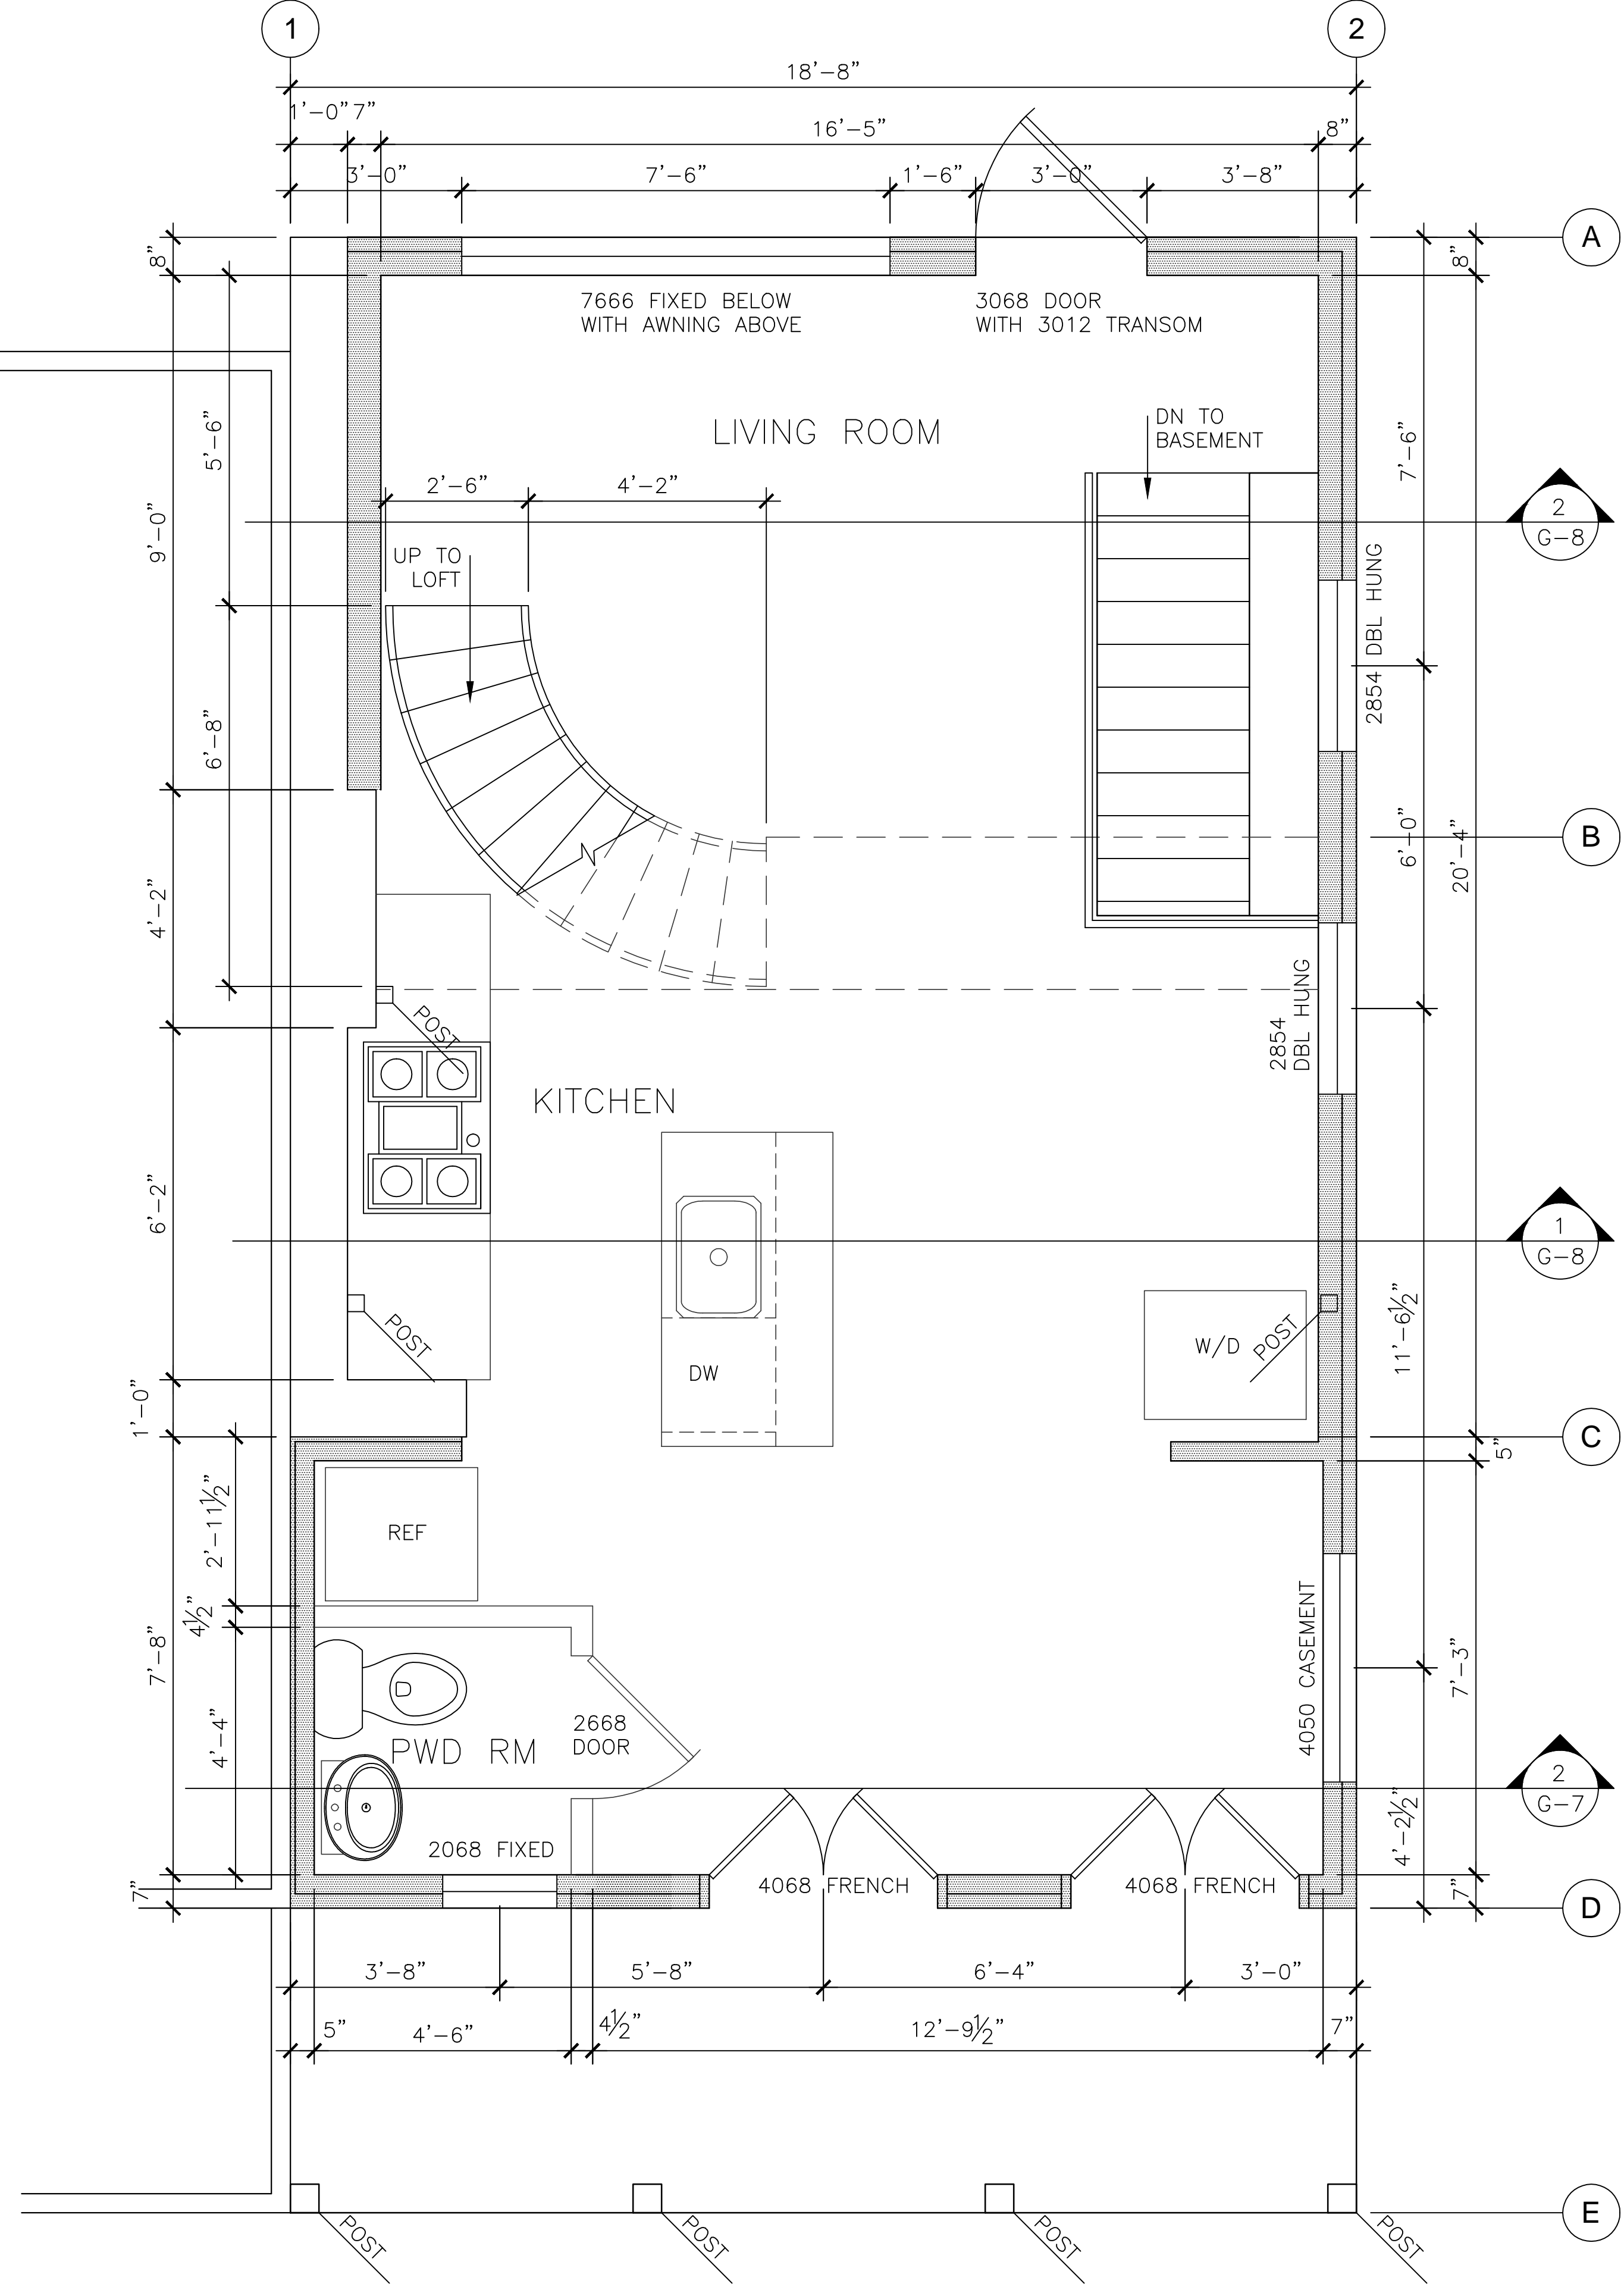 1
2
18'-8"
1'-0"
7"
16'-5"
8"
3'-0"
7'-6"
1'-6"
3'-0"
3'-8"
A
8"
8"
7666 FIXED BELOW
WITH AWNING ABOVE
3068 DOOR
WITH 3012 TRANSOM
5'-6"
LIVING ROOM
DN TO
BASEMENT
7'-6"
2'-6"
4'-2"
2
G-8
9'-0"
UP TO
LOFT
2854 DBL HUNG
6'-8"
B
6'-0"
20'-4"
4'-2"
2854
DBL HUNG
POST
KITCHEN
6'-2"
1
G-8
POST
POST
W/D
11'-6½"
DW
1'-0"
C
5"
2'-11½"
REF
4½"
4050 CASEMENT
7'-8"
7'-3"
4'-4"
PWD RM
2668
DOOR
2
G-7
4'-2½"
2068 FIXED
4068 FRENCH
4068 FRENCH
7"
7"
D
3'-8"
5'-8"
6'-4"
3'-0"
5"
4'-6"
4½"
12'-9½"
7"
E
POST
POST
POST
POST